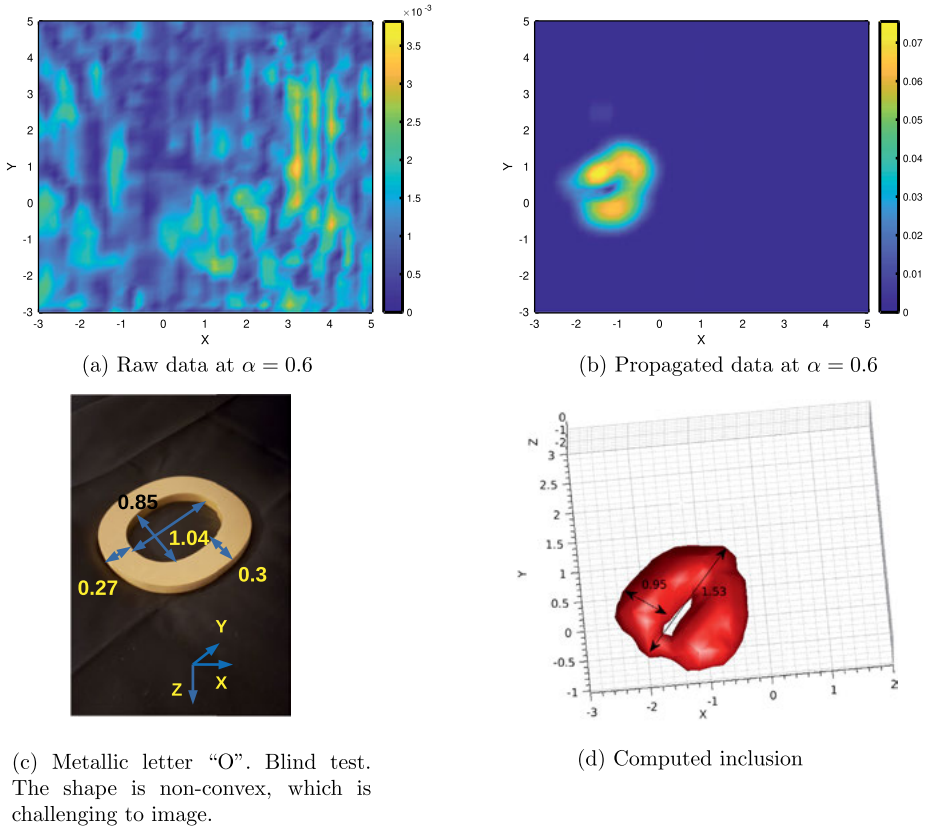 ×10⁻³
5
4
3
2
1
0
-1
-2
-3
Y
-3 -2 -1 0 1 2 3 4 5
X
3.5
3
2.5
2
1.5
1
0.5
0
(a) Raw data at α = 0.6
5
4
3
2
1
0
-1
-2
-3
Y
-3 -2 -1 0 1 2 3 4 5
X
0.07
0.06
0.05
0.04
0.03
0.02
0.01
0
(b) Propagated data at α = 0.6
0.85
1.04
0.27
0.3
Y
X
Z
(c) Metallic letter “O”. Blind test.
The shape is non-convex, which is
challenging to image.
0
-1
-2
Z
3
2.5
2
1.5
1
0.5
0
-0.5
-1
Y
0.95
1.53
-3 -2 -1 0 1 2
X
(d) Computed inclusion